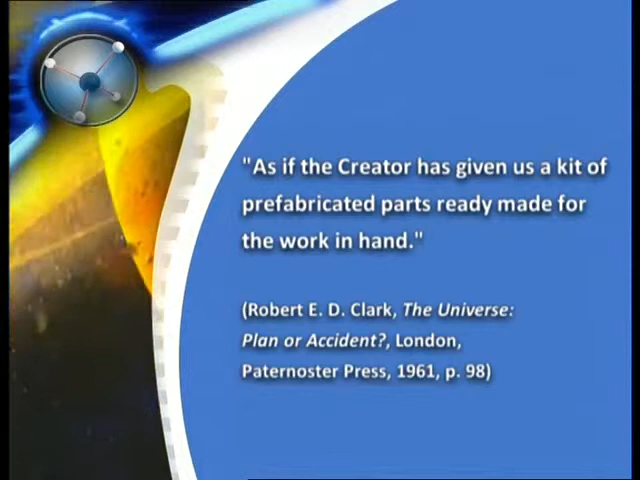 "As if the Creator has given us a kit of
prefabricated parts ready made for
the work in hand."
(Robert E. D. Clark, The Universe:
Plan or Accident?, London,
Paternoster Press, 1961, p. 98)